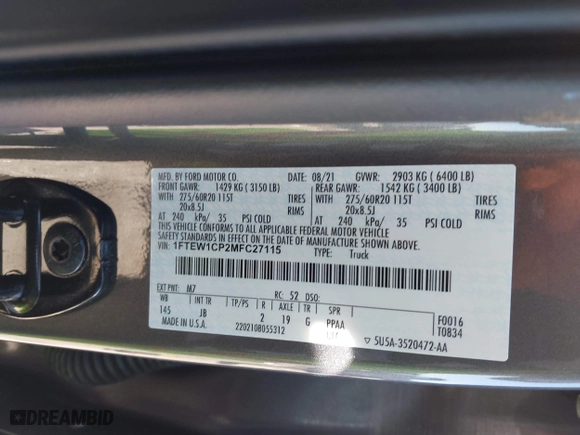 MFD. BY FORD MOTOR CO.
DATE: 08/21 GVWR: 2903 KG ( 6400 LB)
FRONT GAWR: 1429 KG ( 3150 LB)
REAR GAWR: 1542 KG ( 3400 LB)
WITH 275/60R20 115T TIRES
20x8.5J
WITH 275/60R20 115T TIRES
20x8.5J
AT 240 kPa/ 35 PSI COLD
AT 240 kPa/ 35 PSI COLD
THIS VEHICLE CONFORMS TO ALL APPLICABLE FEDERAL MOTOR VEHICLE
SAFETY, BUMPER, AND THEFT PREVENTION STANDARDS IN EFFECT ON THE DATE OF
MANUFACTURE SHOWN ABOVE.
VIN: 1FTEW1CP2MFC27115
TYPE: Truck
EXT PNT: M7 RC: 52 DSO:
WB INT TR TP/PS R AXLE TR SPR
145 JB 2 19 G PPAA
F0016
T0834
MADE IN U.S.A. 2202108055312
▽ 5U5A-3520472-AA
DREAMBID